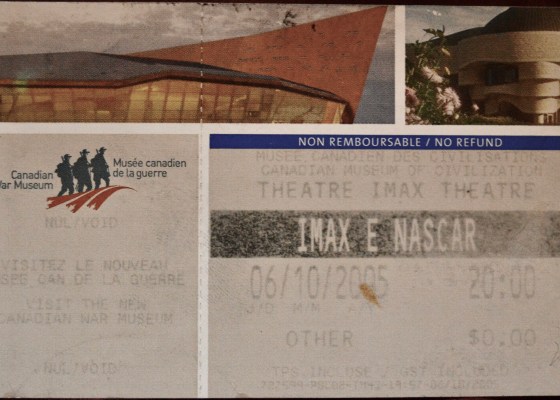 Canadian
War Museum
Musée canadien
de la guerre
NUL/VOID
VISITEZ LE NOUVEAU
MUSEE CAN DE LA GUERRE
VISIT THE NEW
CANADIAN WAR MUSEUM
NUL/VOID
NON REMBOURSABLE / NO REFUND
MUSEE CANADIEN DES CIVILISATIONS
CANADIAN MUSEUM OF CIVILIZATION
THEATRE IMAX THEATRE
IMAX E NASCAR
06/10/2005 20:00
J/D M/M A/Y
OTHER $0.00
TPS INCLUSE / GST INCLUDED